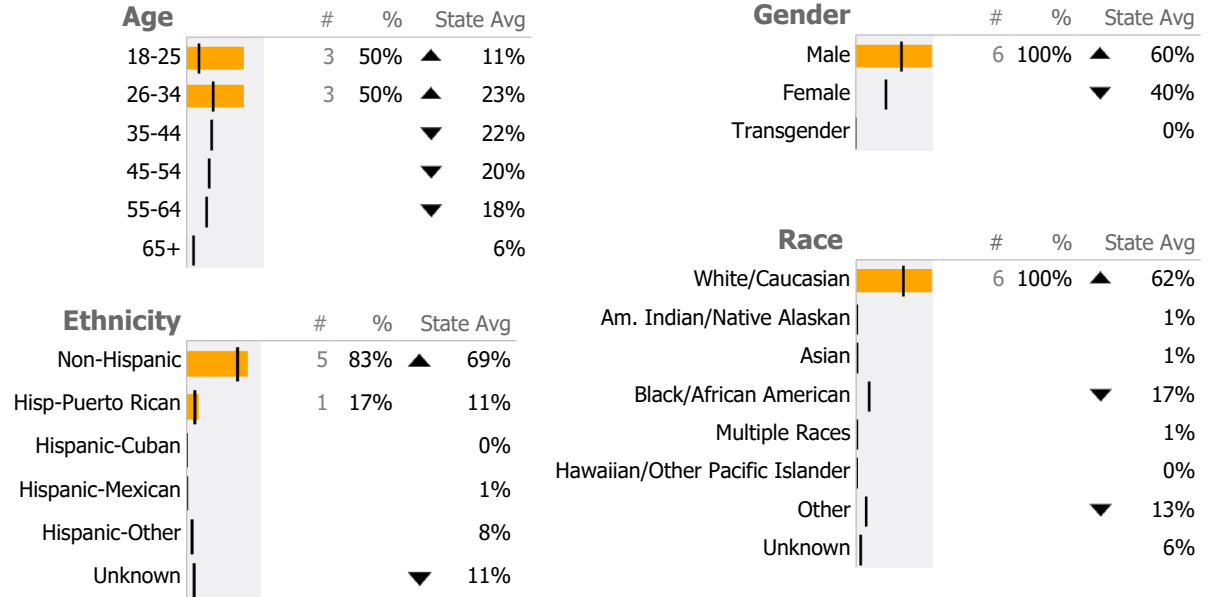 Age # % State Avg
18-25 3 50% ▲ 11%
26-34 3 50% ▲ 23%
35-44 ▼ 22%
45-54 ▼ 20%
55-64 ▼ 18%
65+ 6%
Ethnicity # % State Avg
Non-Hispanic 5 83% ▲ 69%
Hisp-Puerto Rican 1 17% 11%
Hispanic-Cuban 0%
Hispanic-Mexican 1%
Hispanic-Other 8%
Unknown ▼ 11%
Gender # % State Avg
Male 6 100% ▲ 60%
Female ▼ 40%
Transgender 0%
Race # % State Avg
White/Caucasian 6 100% ▲ 62%
Am. Indian/Native Alaskan 1%
Asian 1%
Black/African American ▼ 17%
Multiple Races 1%
Hawaiian/Other Pacific Islander 0%
Other ▼ 13%
Unknown 6%